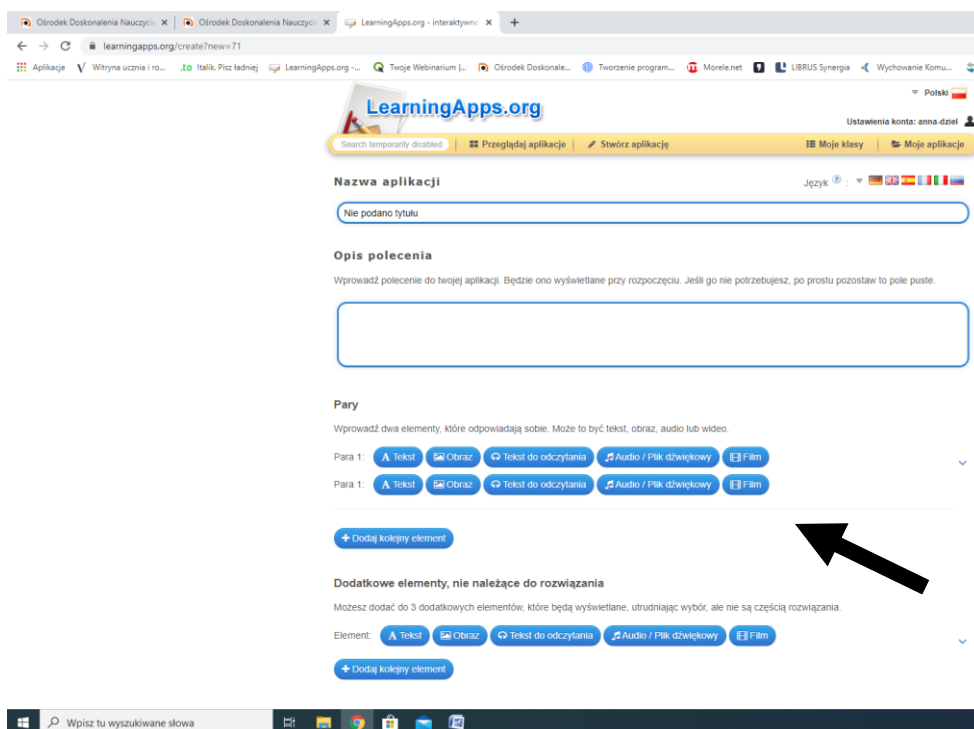 Ośrodek Doskonalenia Nauczycie
Ośrodek Doskonalenia Nauczycie
LearningApps.org - interaktywne
learningapps.org/create?new=71
Aplikacje
Witryna ucznia i ro...
.to Italik. Pisz ładniej
LearningApps.org -...
Twoje Webinarium |...
Ośrodek Doskonale...
Tworzenie program...
Morele.net
LIBRUS Synergia
Wychowanie Komu...
Polski
LearningApps.org
Ustawienia konta: anna-dziel
Search temporarily disabled
Przeglądaj aplikacje
Stwórz aplikację
Moje klasy
Moje aplikacje
Nazwa aplikacji
Język ? :
Nie podano tytułu
Opis polecenia
Wprowadź polecenie do twojej aplikacji. Będzie ono wyświetlane przy rozpoczęciu. Jeśli go nie potrzebujesz, po prostu pozostaw to pole puste.
Pary
Wprowadź dwa elementy, które odpowiadają sobie. Może to być tekst, obraz, audio lub wideo.
Para 1: A Tekst Obraz Tekst do odczytania Audio / Plik dźwiękowy Film
Para 1: A Tekst Obraz Tekst do odczytania Audio / Plik dźwiękowy Film
+ Dodaj kolejny element
Dodatkowe elementy, nie należące do rozwiązania
Możesz dodać do 3 dodatkowych elementów, które będą wyświetlane, utrudniając wybór, ale nie są częścią rozwiązania.
Element: A Tekst Obraz Tekst do odczytania Audio / Plik dźwiękowy Film
+ Dodaj kolejny element
Wpisz tu wyszukiwane słowa